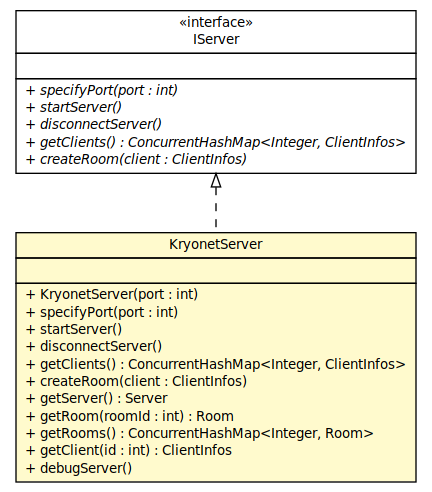 «interface»
IServer
+ specifyPort(port : int)
+ startServer()
+ disconnectServer()
+ getClients() : ConcurrentHashMap<Integer, ClientInfos>
+ createRoom(client : ClientInfos)
KryonetServer
+ KryonetServer(port : int)
+ specifyPort(port : int)
+ startServer()
+ disconnectServer()
+ getClients() : ConcurrentHashMap<Integer, ClientInfos>
+ createRoom(client : ClientInfos)
+ getServer() : Server
+ getRoom(roomId : int) : Room
+ getRooms() : ConcurrentHashMap<Integer, Room>
+ getClient(id : int) : ClientInfos
+ debugServer()